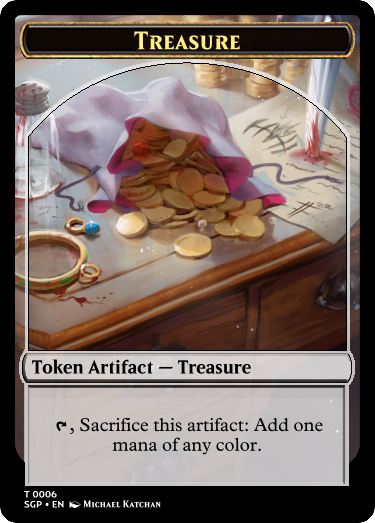 TREASURE
Token Artifact — Treasure
, Sacrifice this artifact: Add one
mana of any color.
T 0006
SGP • EN MICHAEL KATCHAN